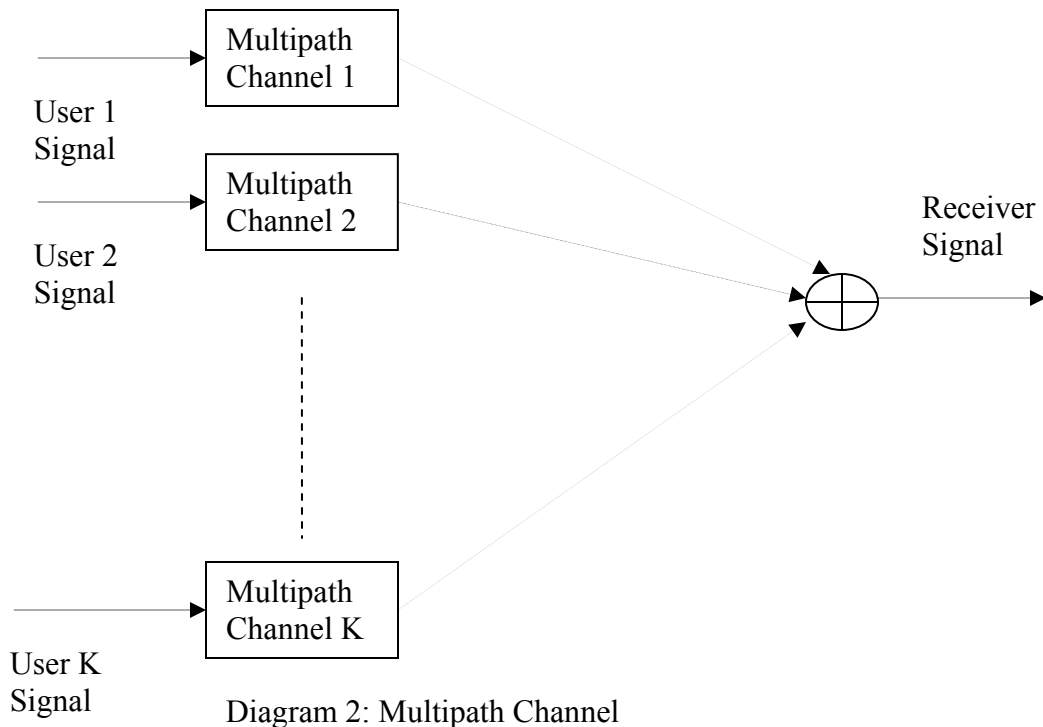 Multipath
Channel 1
User 1
Signal
Multipath
Channel 2
User 2
Signal
Receiver
Signal
Multipath
Channel K
User K
Signal
Diagram 2: Multipath Channel